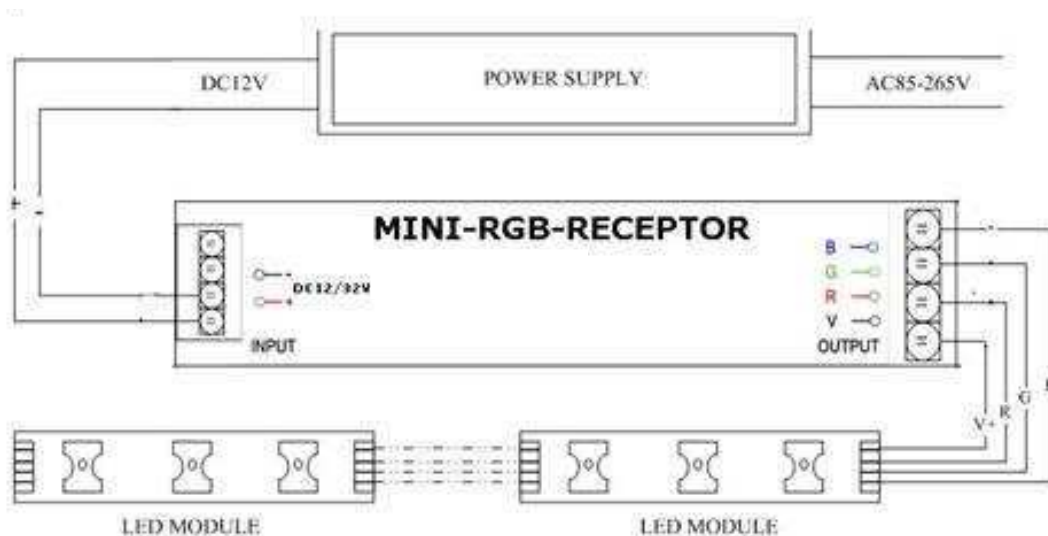 DC12V
POWER SUPPLY
AC85-265V
+
-
MINI-RGB-RECEPTOR
B
G
R
V
-
DC12/32V
+
INPUT
OUTPUT
V+
R
G
LED MODULE
LED MODULE